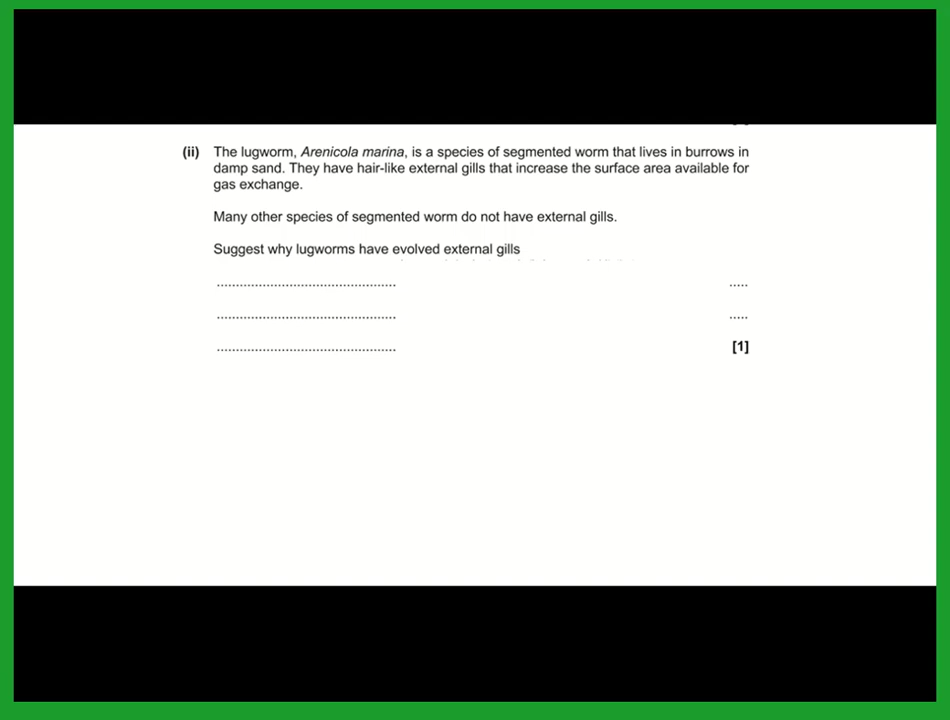 (ii) The lugworm, Arenicola marina, is a species of segmented worm that lives in burrows in
damp sand. They have hair-like external gills that increase the surface area available for
gas exchange.
Many other species of segmented worm do not have external gills.
Suggest why lugworms have evolved external gills
.............................................. .....
.............................................. .....
.............................................. [1]